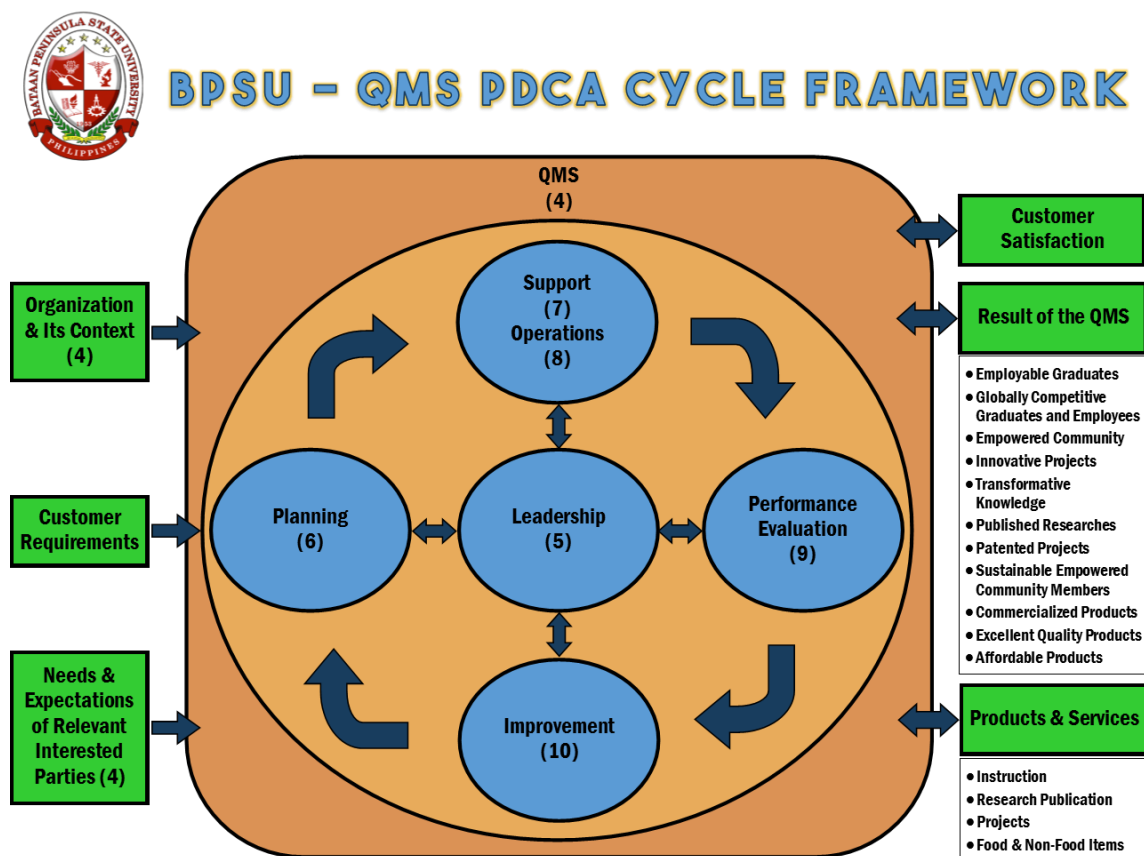 BATAAN PENINSULA STATE UNIVERSITY
PHILIPPINES
BPSU - QMS PDCA CYCLE FRAMEWORK
QMS
(4)
Organization
& Its Context
(4)
Customer
Requirements
Needs &
Expectations
of Relevant
Interested
Parties (4)
Support
(7)
Operations
(8)
Planning
(6)
Leadership
(5)
Performance
Evaluation
(9)
Improvement
(10)
Customer
Satisfaction
Result of the QMS
• Employable Graduates
• Globally Competitive
Graduates and Employees
• Empowered Community
• Innovative Projects
• Transformative
Knowledge
• Published Researches
• Patented Projects
• Sustainable Empowered
Community Members
• Commercialized Products
• Excellent Quality Products
• Affordable Products
Products & Services
• Instruction
• Research Publication
• Projects
• Food & Non-Food Items